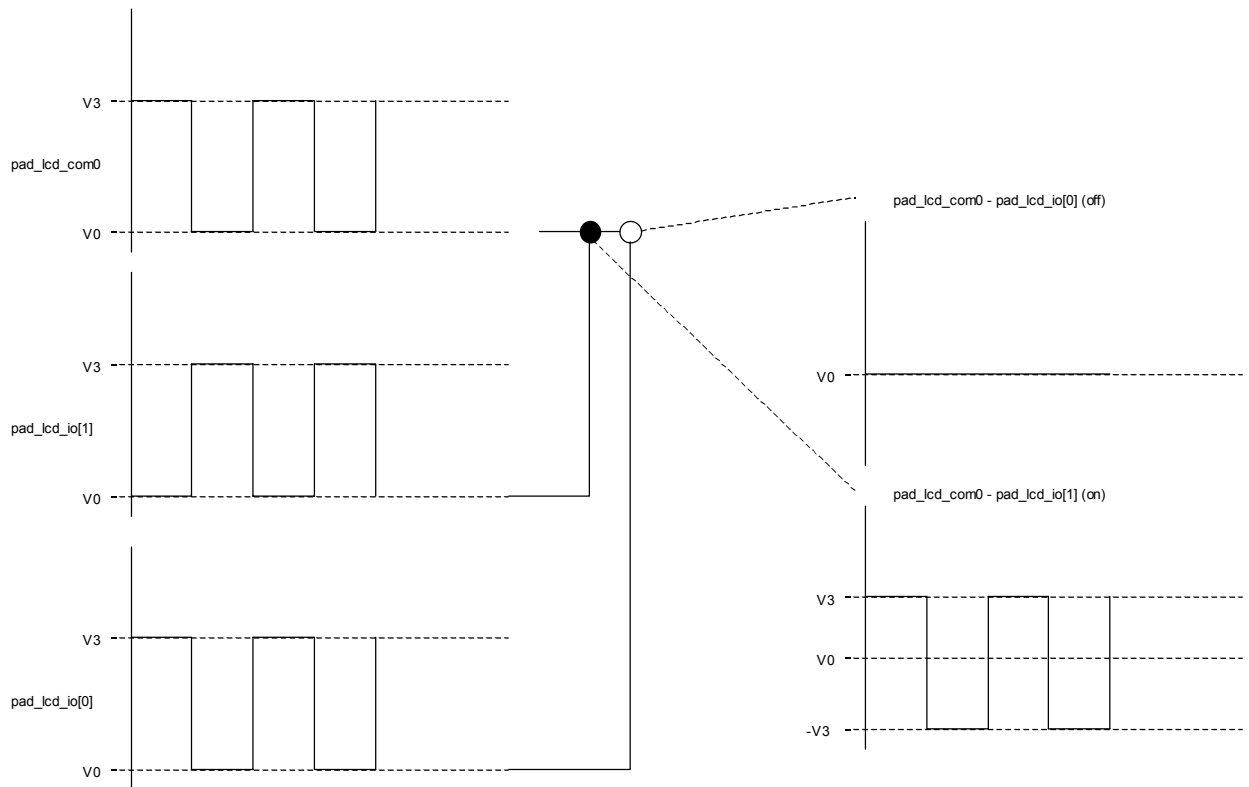 V3
pad_lcd_com0
V0
V3
pad_lcd_io[1]
V0
V3
pad_lcd_io[0]
V0
pad_lcd_com0 - pad_lcd_io[0] (off)
V0
pad_lcd_com0 - pad_lcd_io[1] (on)
V3
V0
-V3